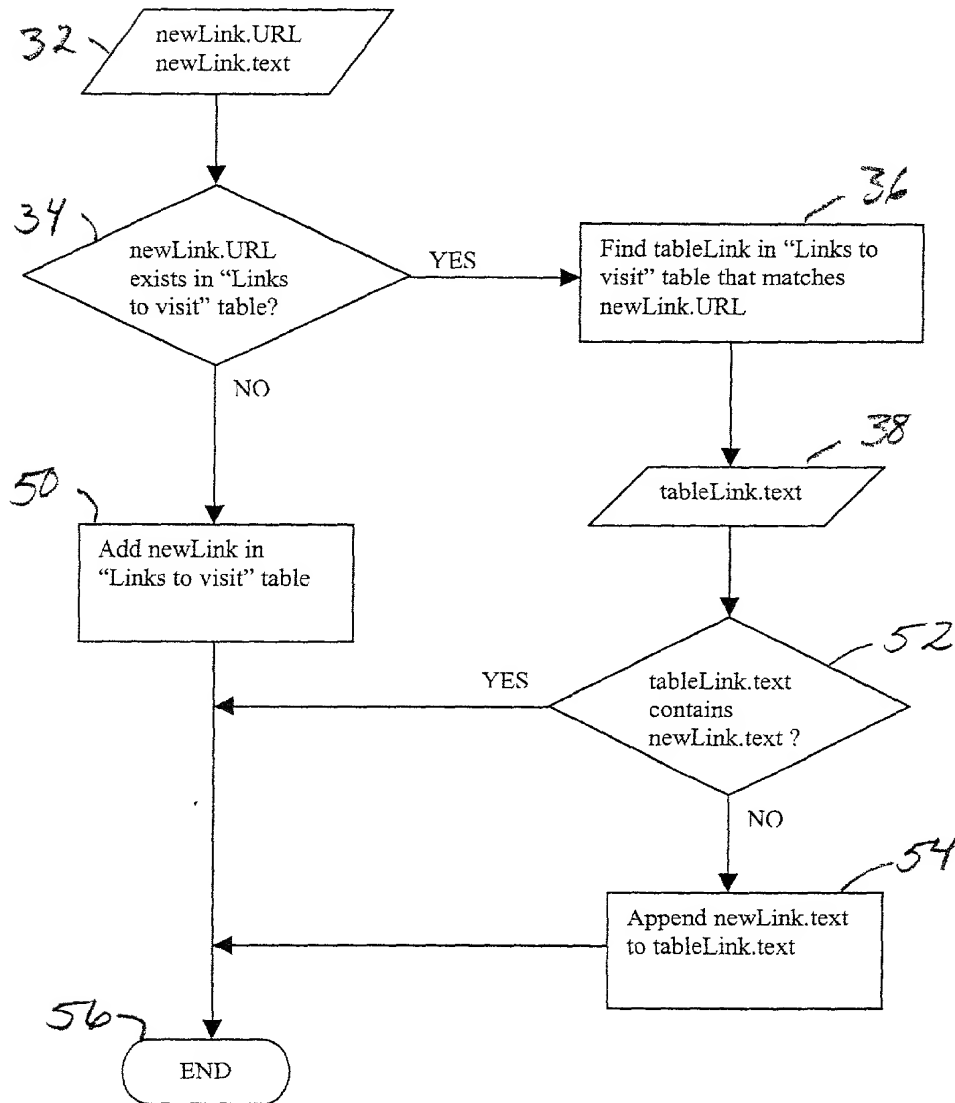 32
newLink.URL
newLink.text
34
newLink.URL
exists in “Links
to visit” table?
YES
NO
36
Find tableLink in “Links to
visit” table that matches
newLink.URL
38
tableLink.text
50
Add newLink in
“Links to visit” table
52
tableLink.text
contains
newLink.text ?
YES
NO
54
Append newLink.text
to tableLink.text
56
END